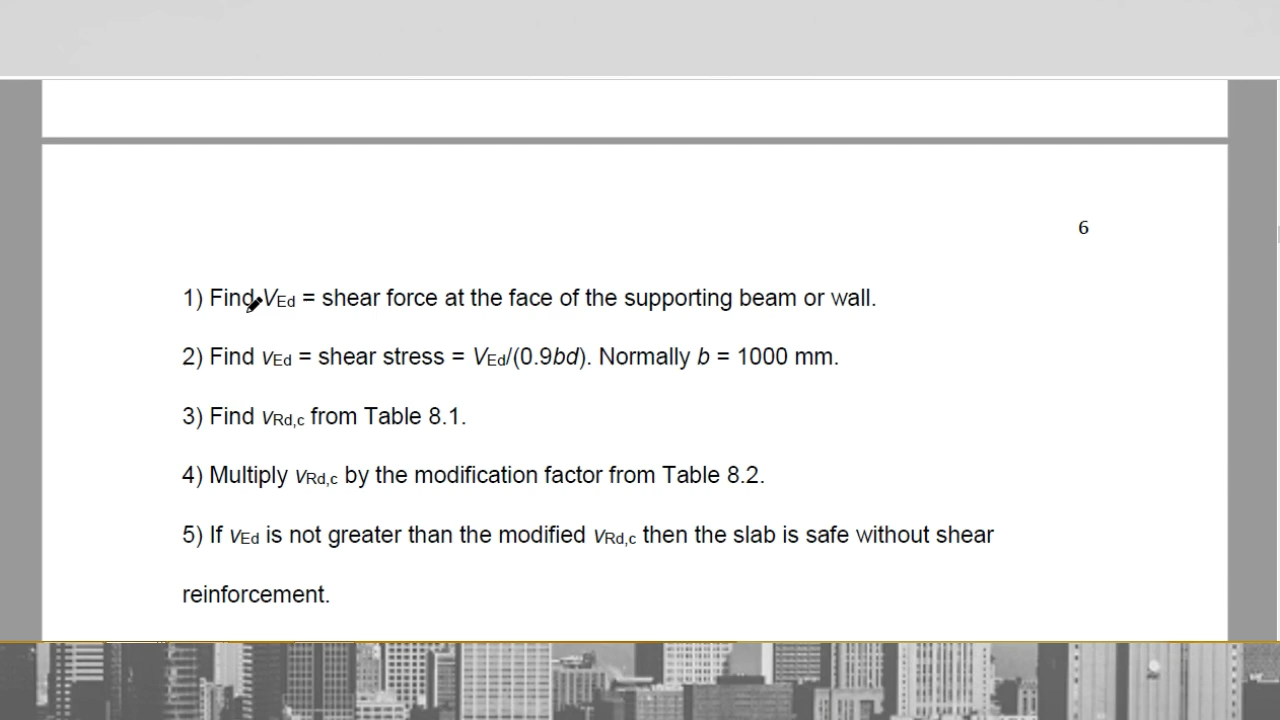 6
1) Find VEd = shear force at the face of the supporting beam or wall.
2) Find vEd = shear stress = VEd/(0.9bd). Normally b = 1000 mm.
3) Find vRd,c from Table 8.1.
4) Multiply vRd,c by the modification factor from Table 8.2.
5) If vEd is not greater than the modified vRd,c then the slab is safe without shear
reinforcement.